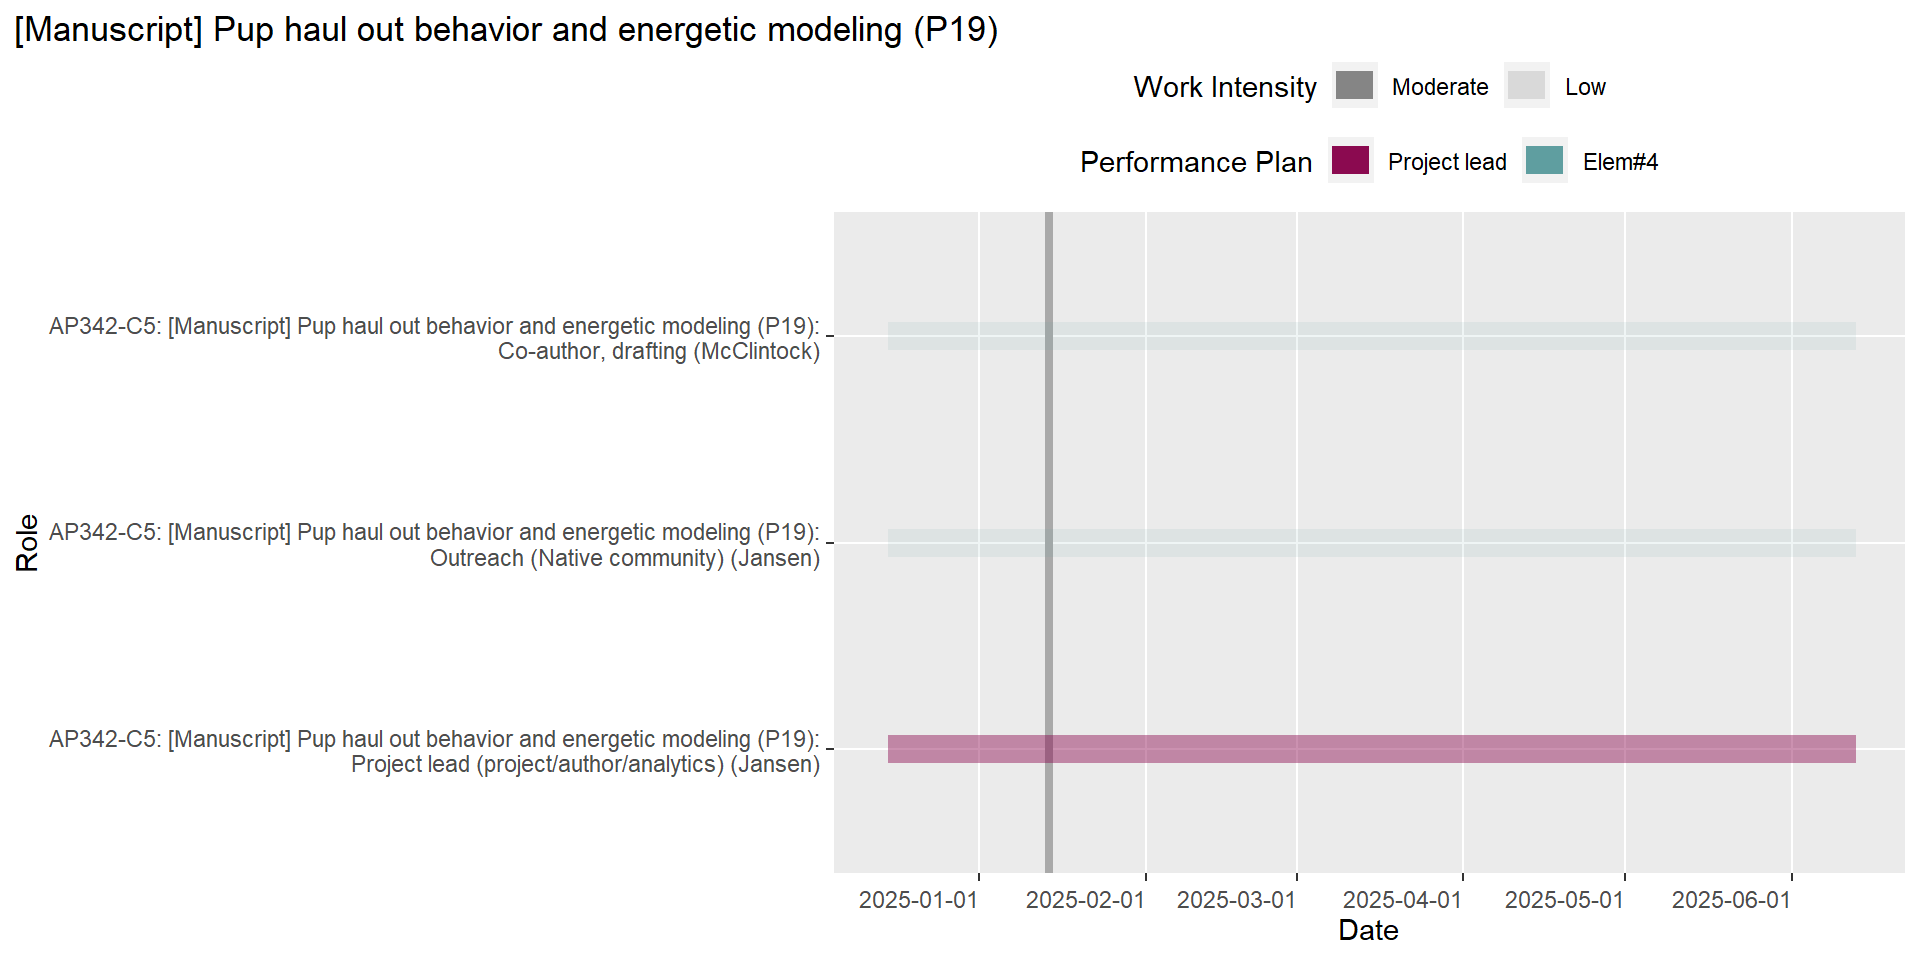 [Manuscript] Pup haul out behavior and energetic modeling (P19)
Work Intensity Moderate Low
Performance Plan Project lead Elem#4
AP342-C5: [Manuscript] Pup haul out behavior and energetic modeling (P19):
Co-author, drafting (McClintock)
AP342-C5: [Manuscript] Pup haul out behavior and energetic modeling (P19):
Outreach (Native community) (Jansen)
AP342-C5: [Manuscript] Pup haul out behavior and energetic modeling (P19):
Project lead (project/author/analytics) (Jansen)
Role
2025-01-01 2025-02-01 2025-03-01 2025-04-01 2025-05-01 2025-06-01
Date